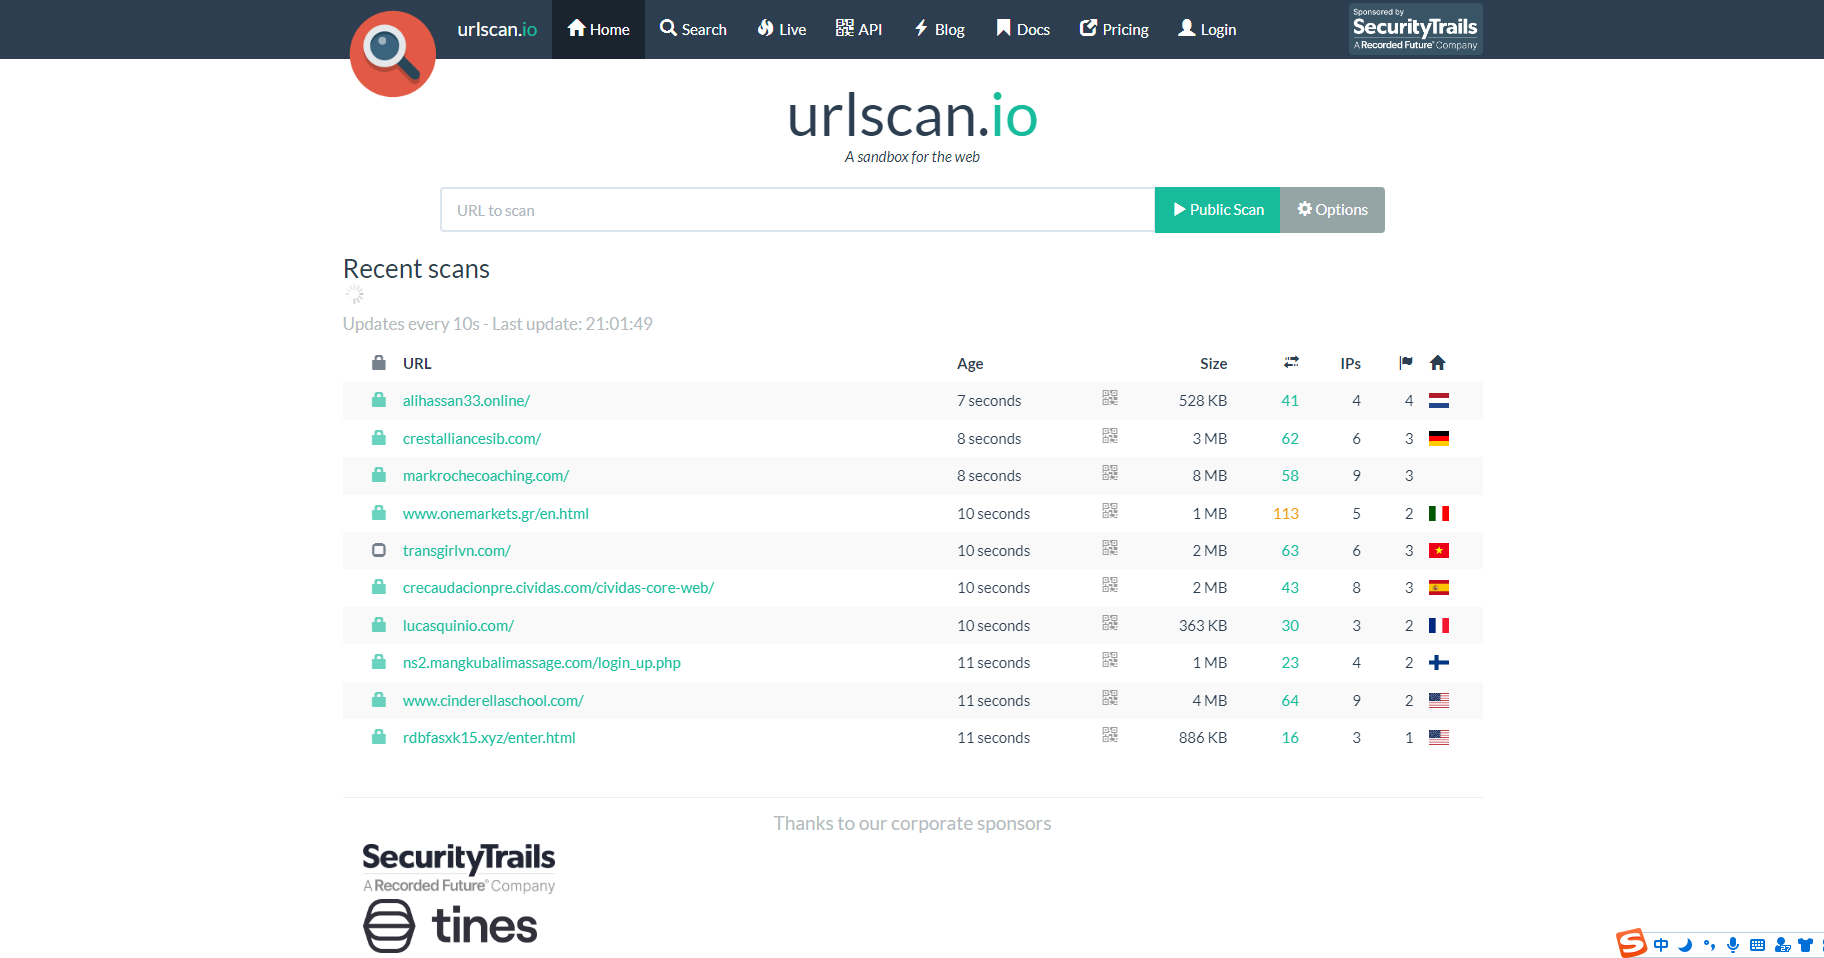 urlscan.io Home Search Live API Blog Docs Pricing Login
Sponsored by
SecurityTrails
A Recorded Future® Company
urlscan.io
A sandbox for the web
URL to scan Public Scan Options
Recent scans
Updates every 10s - Last update: 21:01:49
URL Age Size IPs
alihassan33.online/ 7 seconds 528 KB 41 4 4
crestalliancesib.com/ 8 seconds 3 MB 62 6 3
markrochecoaching.com/ 8 seconds 8 MB 58 9 3
www.onemarkets.gr/en.html 10 seconds 1 MB 113 5 2
transgirlvn.com/ 10 seconds 2 MB 63 6 3
crecaudacionpre.cividas.com/cividas-core-web/ 10 seconds 2 MB 43 8 3
lucasquinio.com/ 10 seconds 363 KB 30 3 2
ns2.mangkubalimassage.com/login_up.php 11 seconds 1 MB 23 4 2
www.cinderellaschool.com/ 11 seconds 4 MB 64 9 2
rdbfasxk15.xyz/enter.html 11 seconds 886 KB 16 3 1
Thanks to our corporate sponsors
SecurityTrails
A Recorded Future® Company
tines
S 中